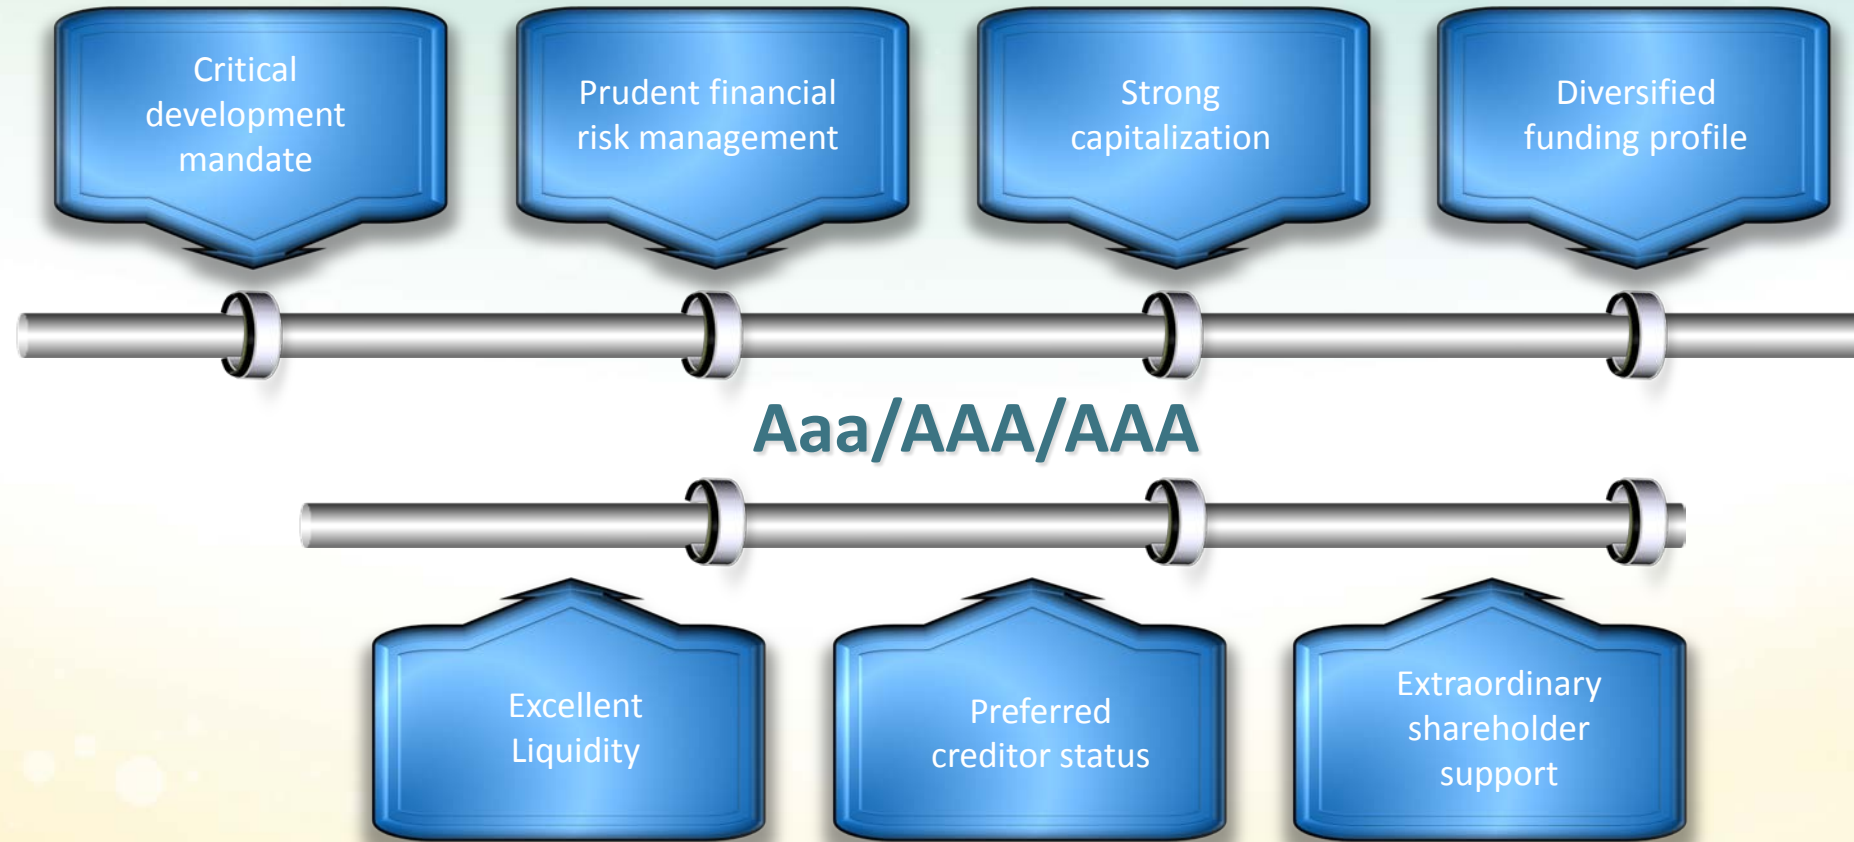 Critical
development
mandate
Prudent financial
risk management
Strong
capitalization
Diversified
funding profile
Aaa/AAA/AAA
Excellent
Liquidity
Preferred
creditor status
Extraordinary
shareholder
support